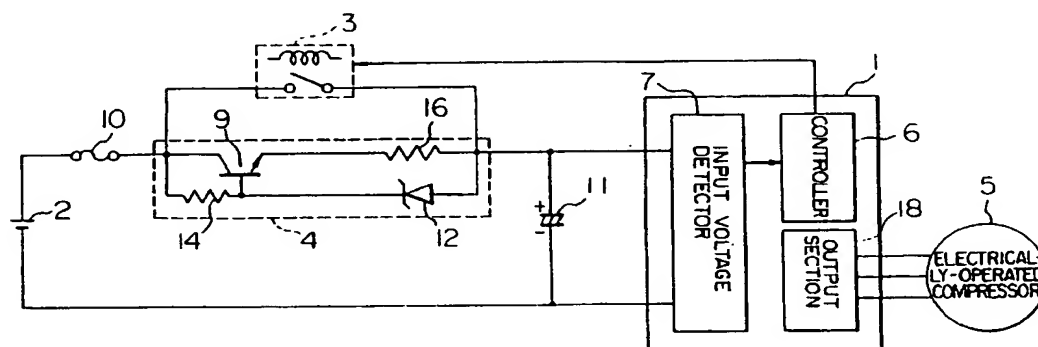 3
1
7
10
9
16
INPUT VOLTAGE
DETECTOR
CONTROLLER
6
5
2
+
-
11
18
14
4
12
OUTPUT
SECTION
ELECTRICAL-
LY-OPERATED
COMPRESSOR